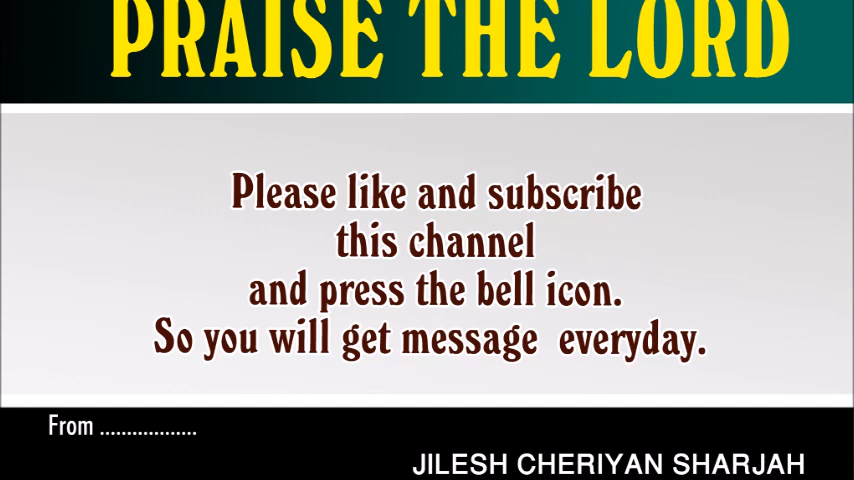 PRAISE THE LORD
Please like and subscribe
this channel
and press the bell icon.
So you will get message everyday.
From ..................
JILESH CHERIYAN SHARJAH